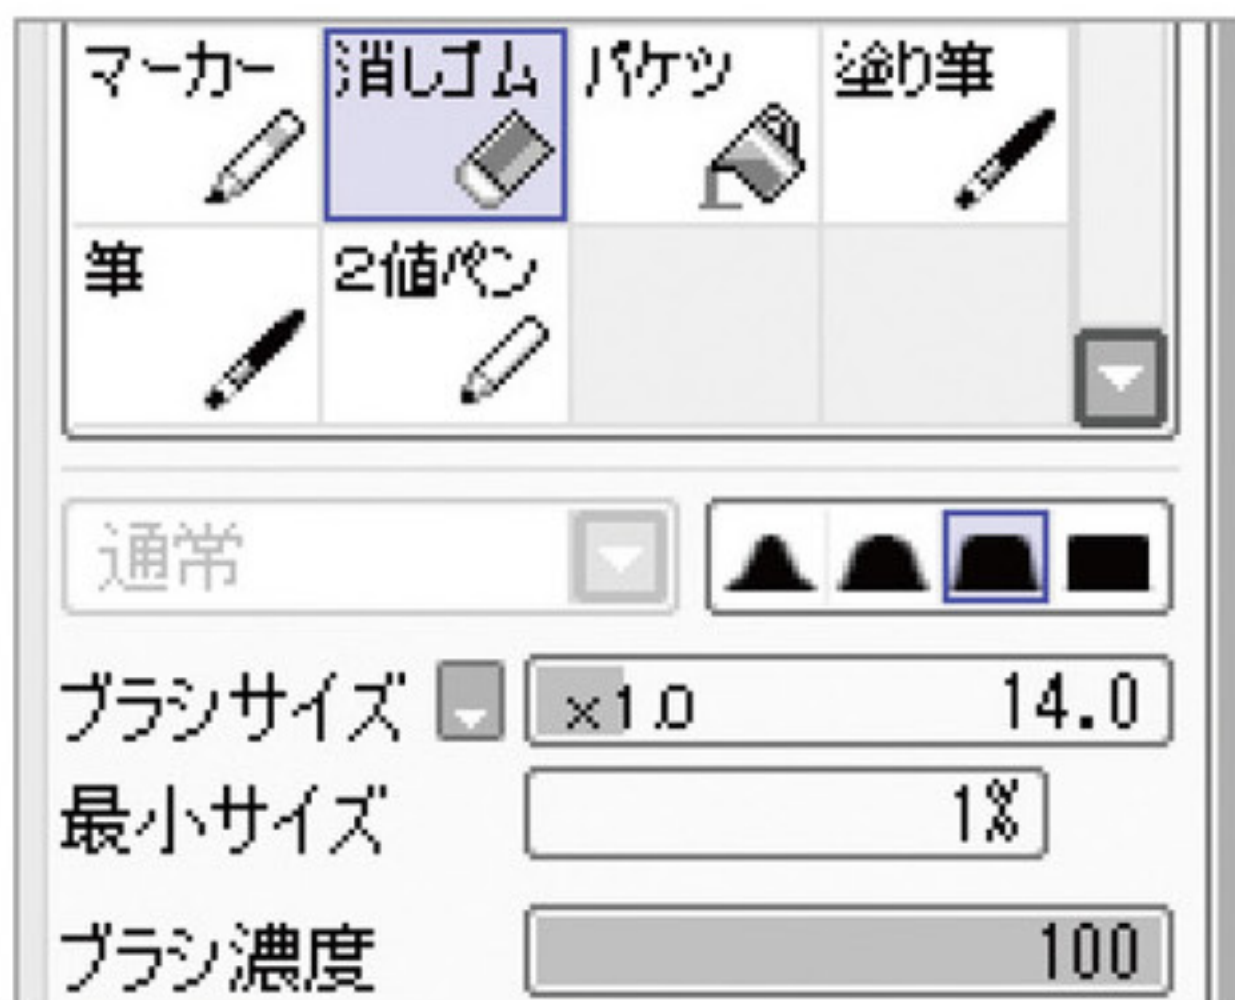 マーカー 消しゴム バケツ 塗り筆
筆 2値ペン
通常
ブラシサイズ ×1.0 14.0
最小サイズ 1%
ブラシ濃度 100